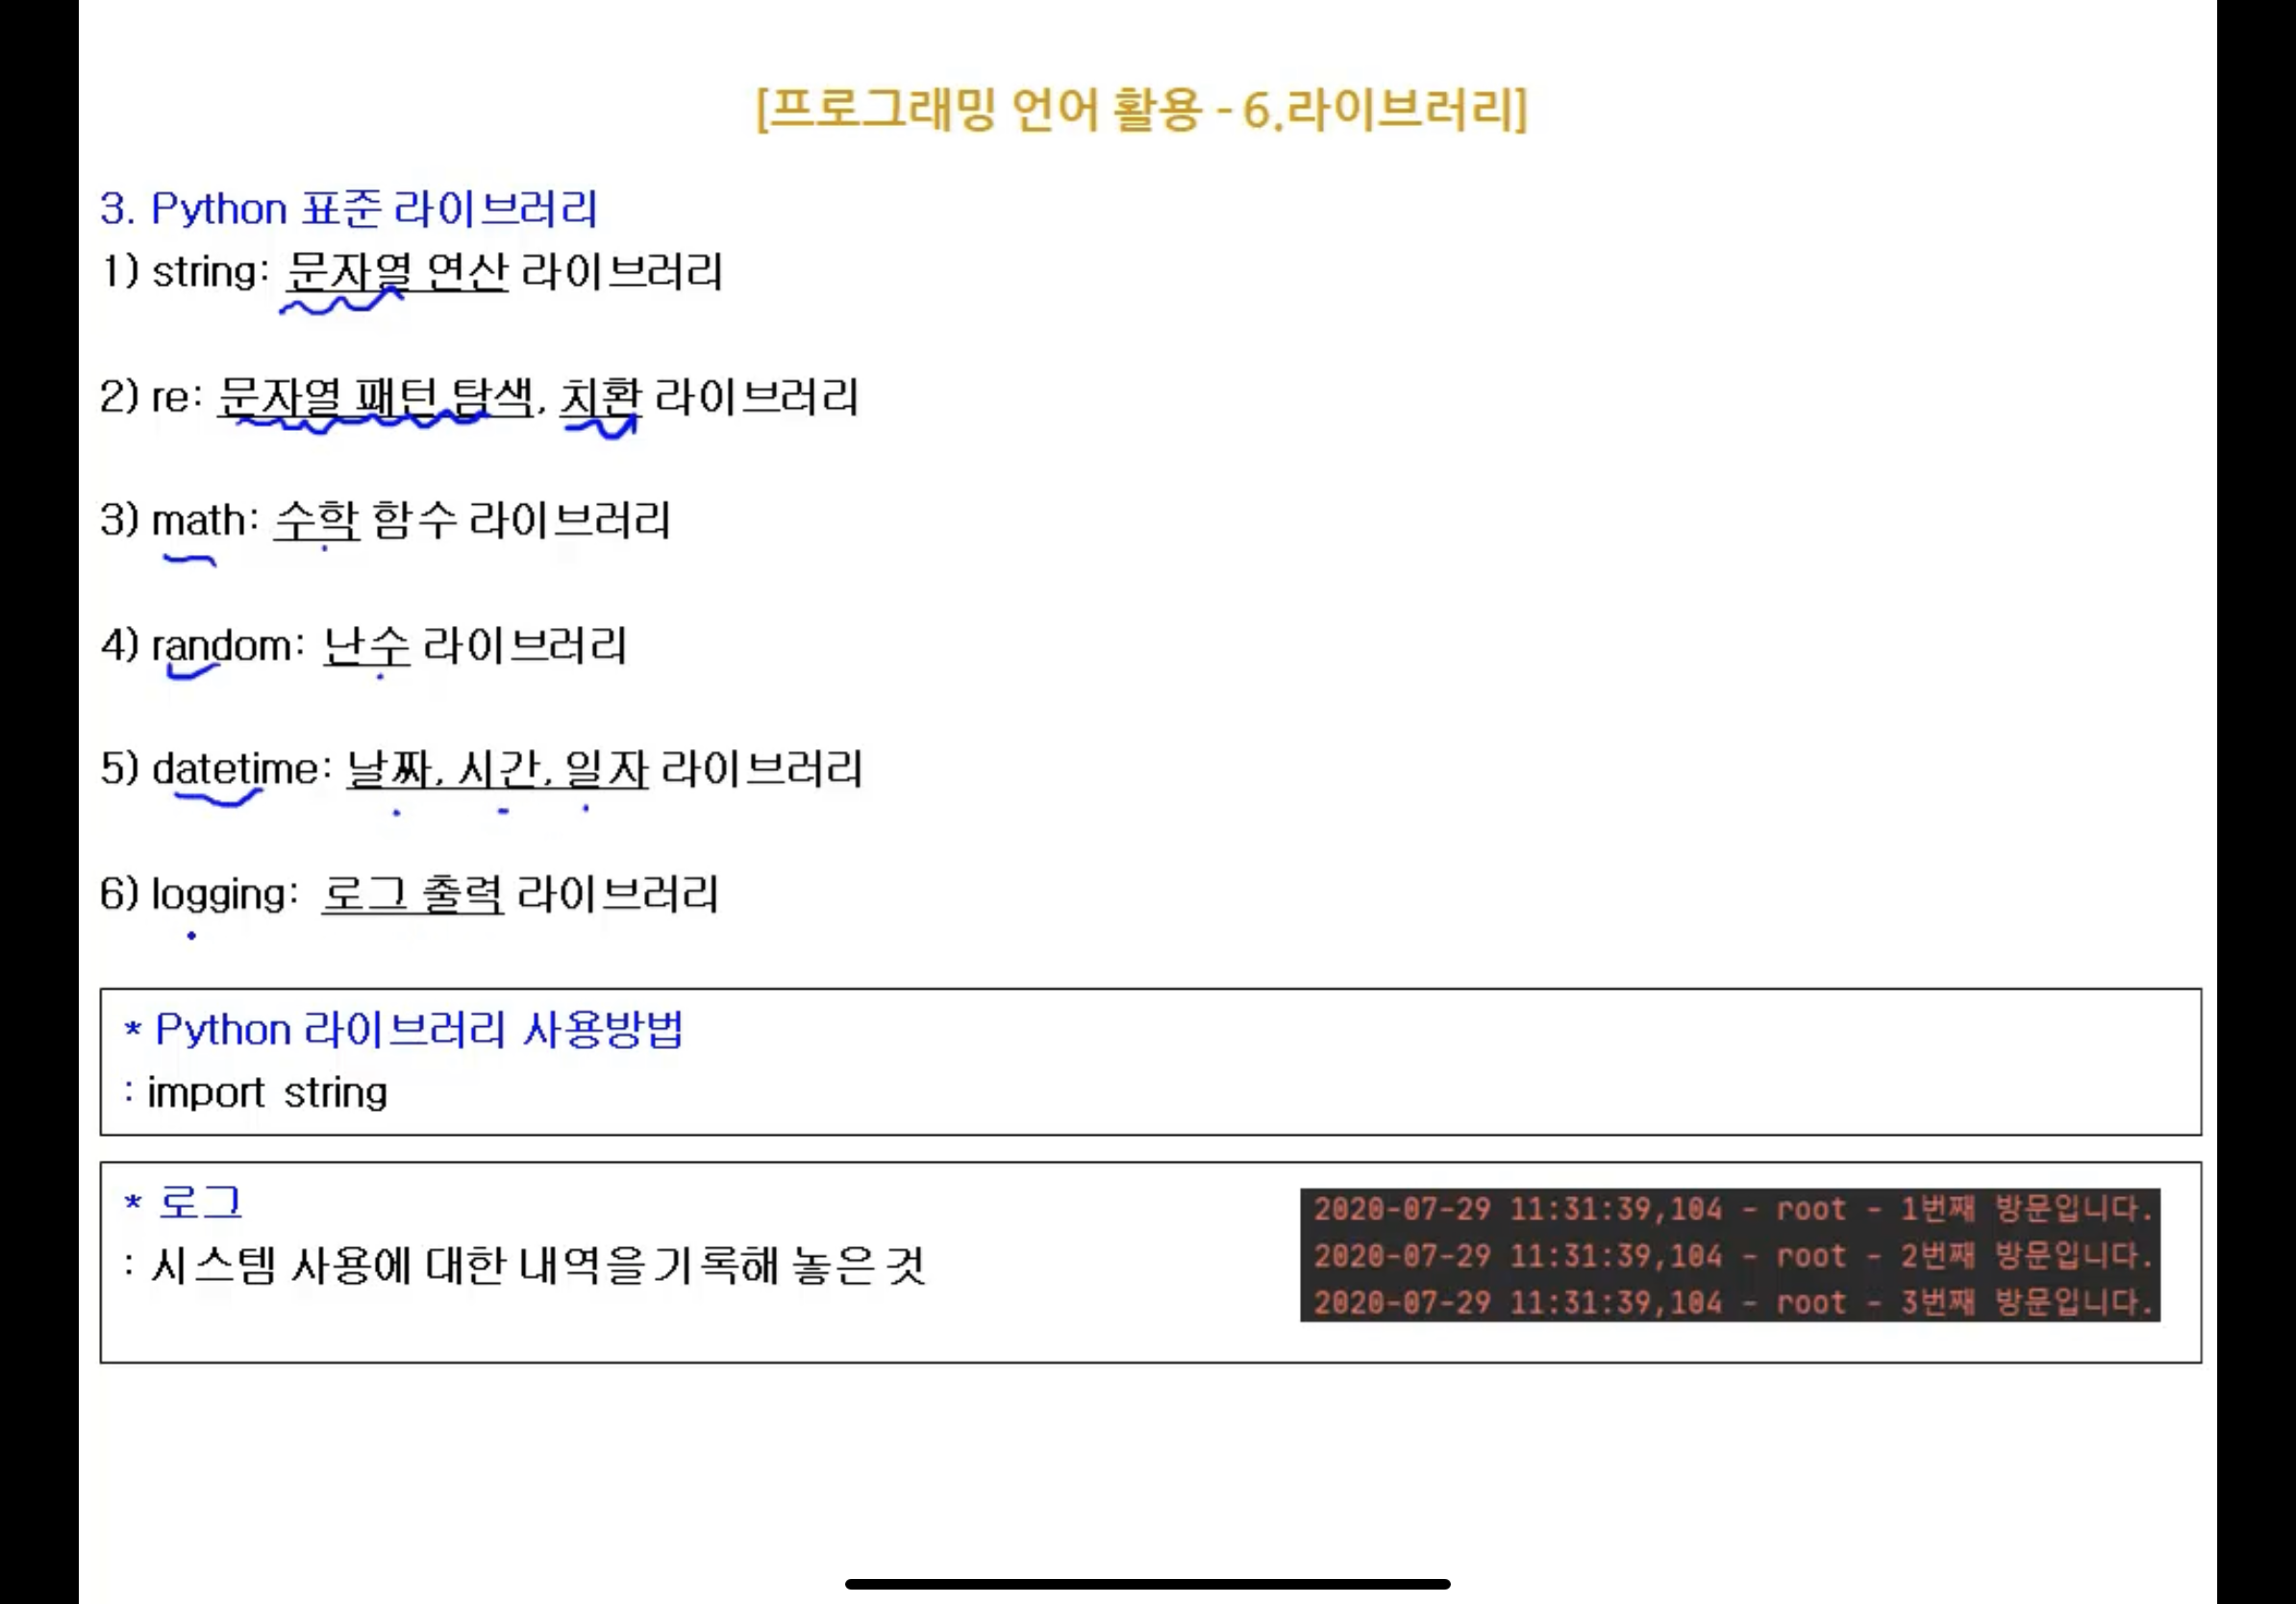 [프로그래밍 언어 활용 - 6.라이브러리]
3. Python 표준 라이브러리
1) string: 문자열 연산 라이브러리
2) re: 문자열 패턴 탐색, 치환 라이브러리
3) math: 수학 함수 라이브러리
4) random: 난수 라이브러리
5) datetime: 날짜, 시간, 일자 라이브러리
6) logging: 로그 출력 라이브러리
* Python 라이브러리 사용방법
: import string
* 로그
: 시스템 사용에 대한 내역을 기록해 놓은 것
2020-07-29 11:31:39,104 - root - 1번째 방문입니다.
2020-07-29 11:31:39,104 - root - 2번째 방문입니다.
2020-07-29 11:31:39,104 - root - 3번째 방문입니다.